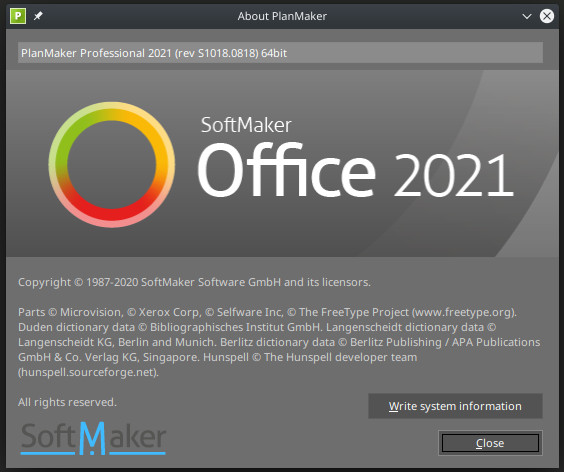 P
About PlanMaker
PlanMaker Professional 2021 (rev S1018.0818) 64bit
SoftMaker
Office 2021
Copyright © 1987-2020 SoftMaker Software GmbH and its licensors.
Parts © Microvision, © Xerox Corp, © Selfware Inc, © The FreeType Project (www.freetype.org).
Duden dictionary data © Bibliographisches Institut GmbH. Langenscheidt dictionary data ©
Langenscheidt KG, Berlin and Munich. Berlitz dictionary data © Berlitz Publishing / APA Publications
GmbH & Co. Verlag KG, Singapore. Hunspell © The Hunspell developer team
(hunspell.sourceforge.net).
All rights reserved.
Write system information
SoftMaker
Close